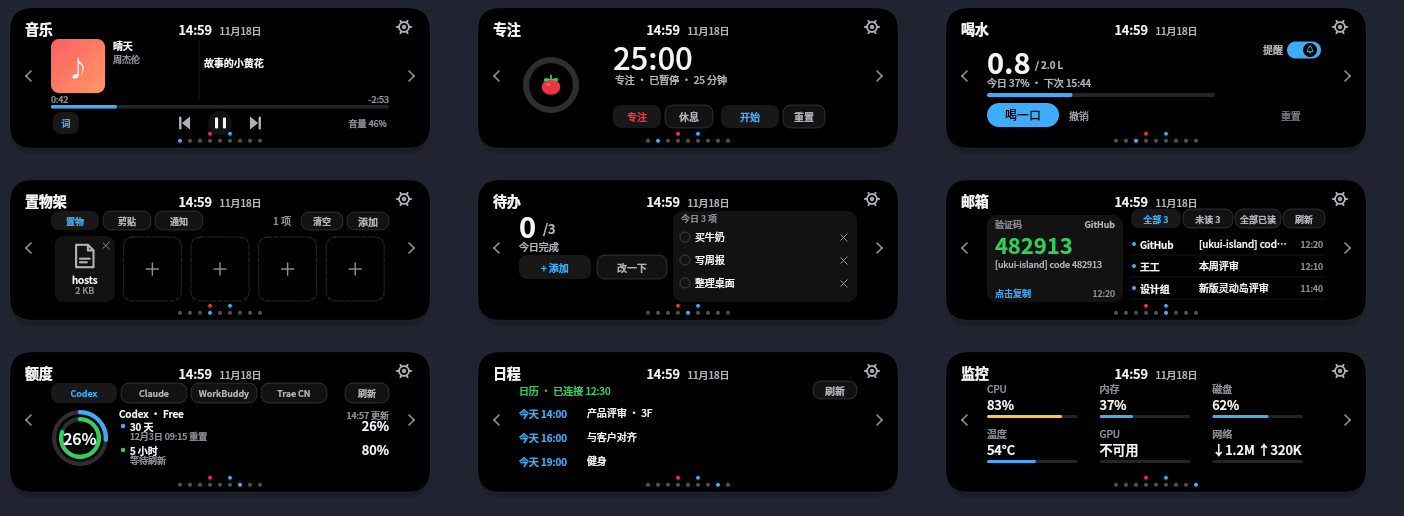 音乐
14:59 11月18日
晴天
周杰伦
故事的小黄花
0:42
-2:53
词
音量 46%
专注
14:59 11月18日
25:00
专注 · 已暂停 · 25 分钟
专注
休息
开始
重置
喝水
14:59 11月18日
提醒
0.8 / 2.0 L
今日 37% · 下次 15:44
喝一口
撤销
重置
置物架
14:59 11月18日
置物
剪贴
通知
1 项
清空
添加
hosts
2 KB
待办
14:59 11月18日
0 /3
今日完成
+ 添加
改一下
今日 3 项
买牛奶
写周报
整理桌面
邮箱
14:59 11月18日
全部 3
未读 3
全部已读
刷新
验证码
GitHub
482913
[ukui-island] code 482913
点击复制
12:20
GitHub [ukui-island] cod··· 12:20
王工 本周评审 12:10
设计组 新版灵动岛评审 11:40
额度
14:59 11月18日
Codex
Claude
WorkBuddy
Trae CN
刷新
26%
Codex · Free
14:57 更新
30 天
26%
12月3日 09:15 重置
5 小时
80%
等待刷新
日程
14:59 11月18日
日历 · 已连接 12:30
刷新
今天 14:00 产品评审 · 3F
今天 16:00 与客户对齐
今天 19:00 健身
监控
14:59 11月18日
CPU
83%
内存
37%
磁盘
62%
温度
54°C
GPU
不可用
网络
↓1.2M ↑320K